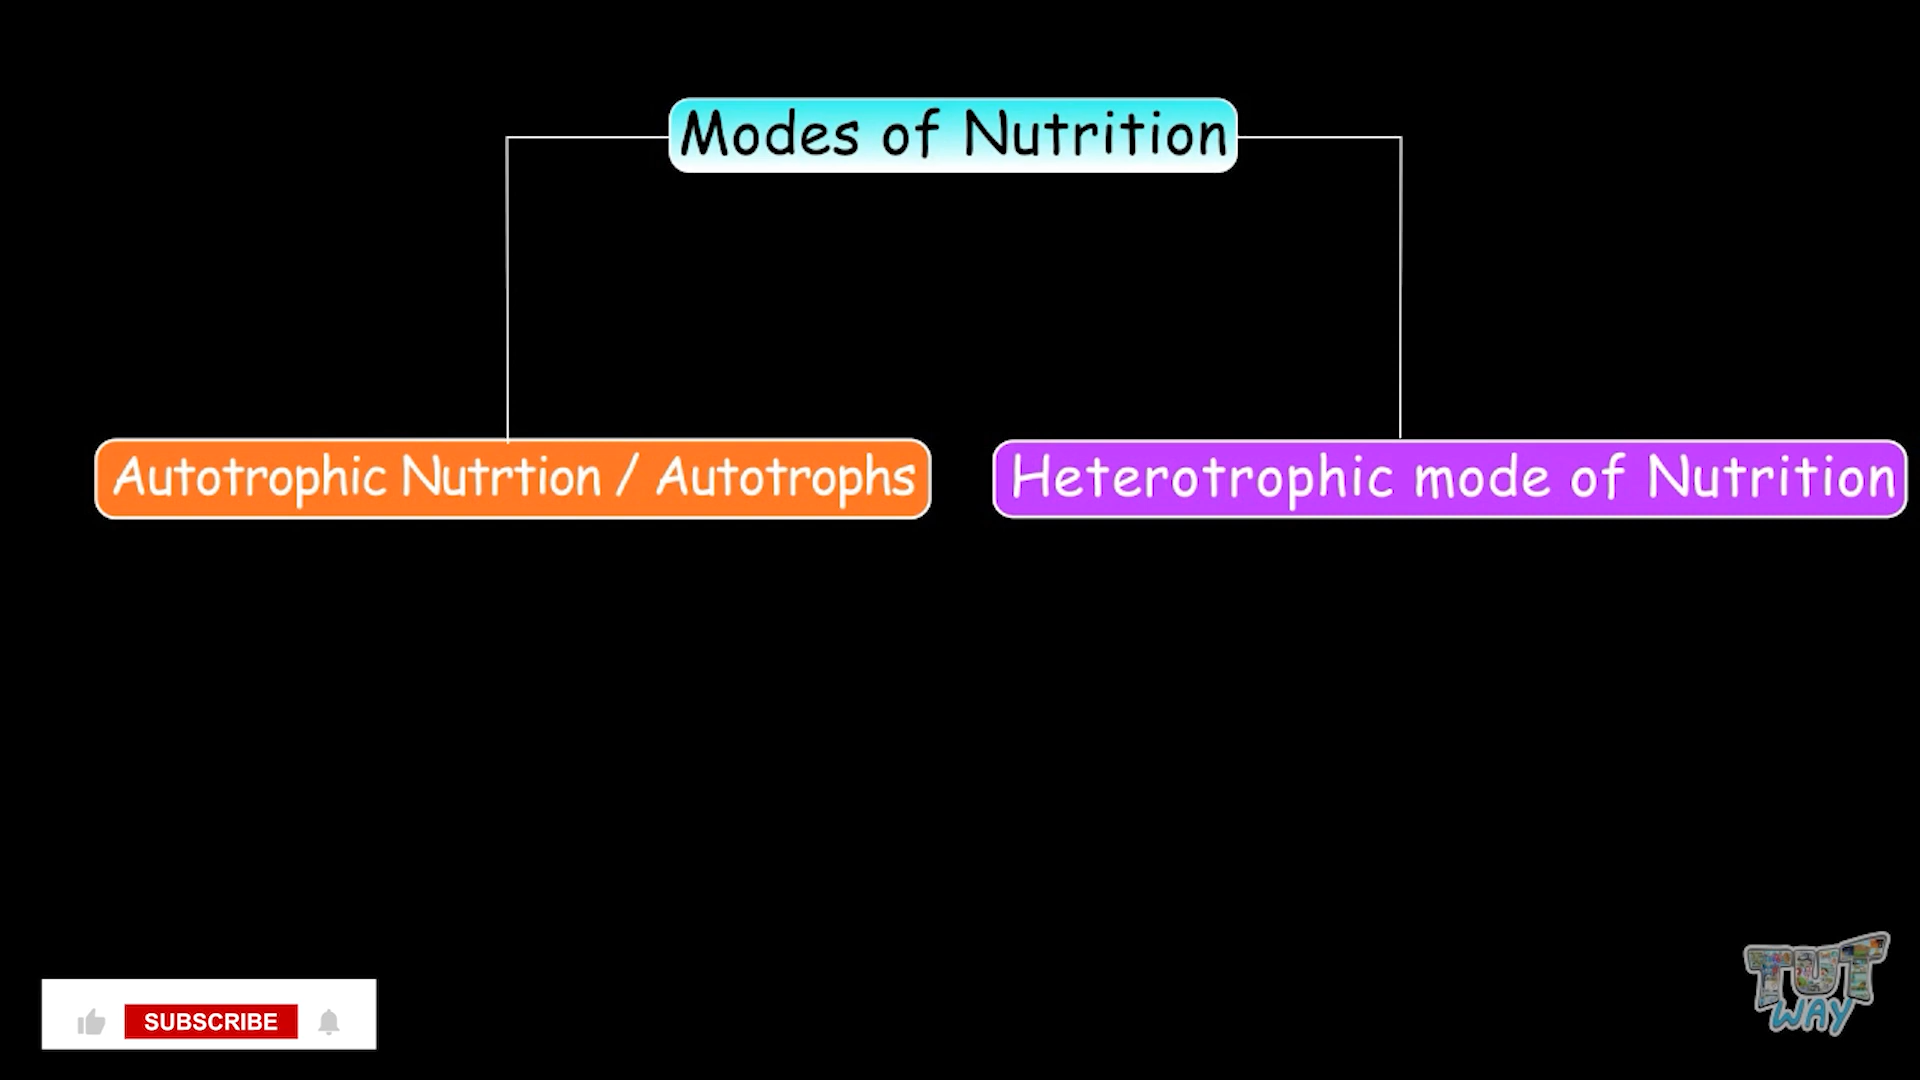 Modes of Nutrition
Autotrophic Nutrtion / Autotrophs
Heterotrophic mode of Nutrition
SUBSCRIBE
TUT
WAY